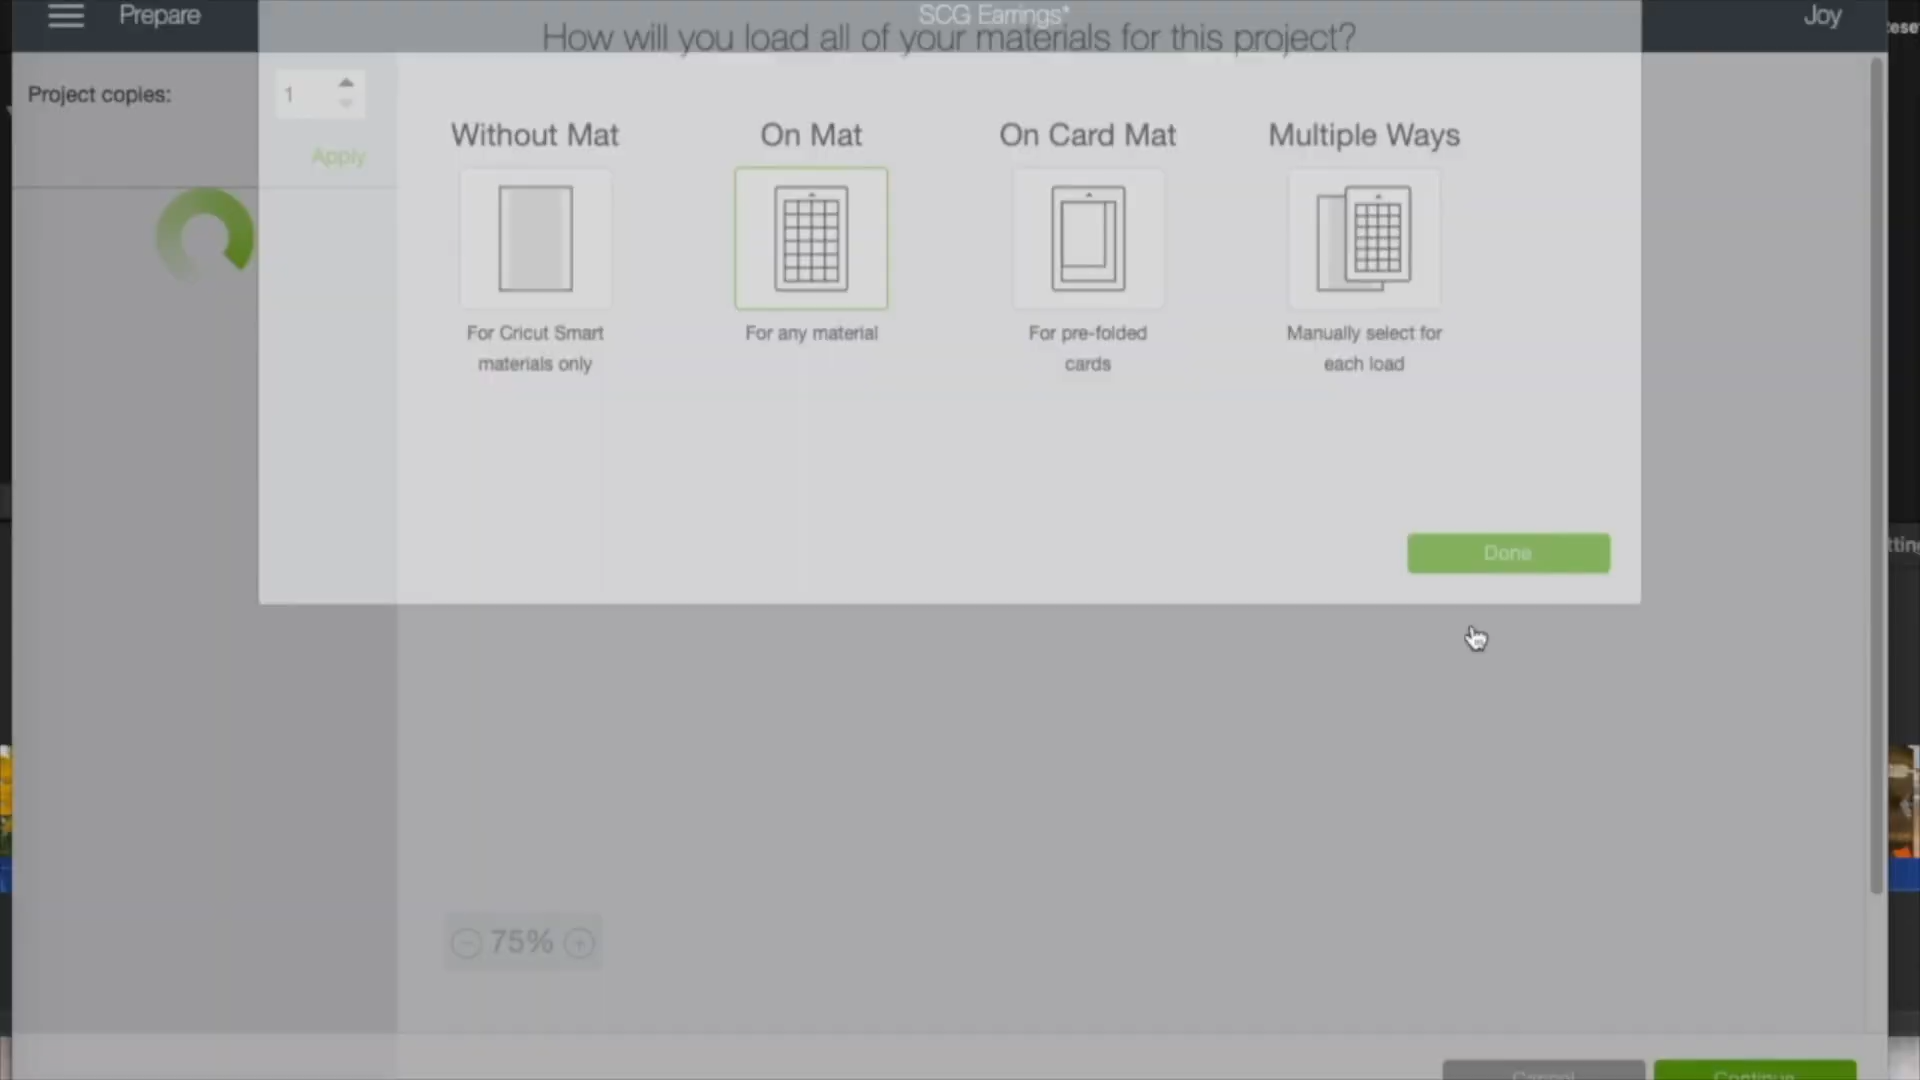 Prepare
SCG Earrings*
Joy
How will you load all of your materials for this project?
Project copies:
1
Apply
Without Mat
On Mat
On Card Mat
Multiple Ways
For Cricut Smart
materials only
For any material
For pre-folded
cards
Manually select for
each load
Done
75%
Cancel
Continue